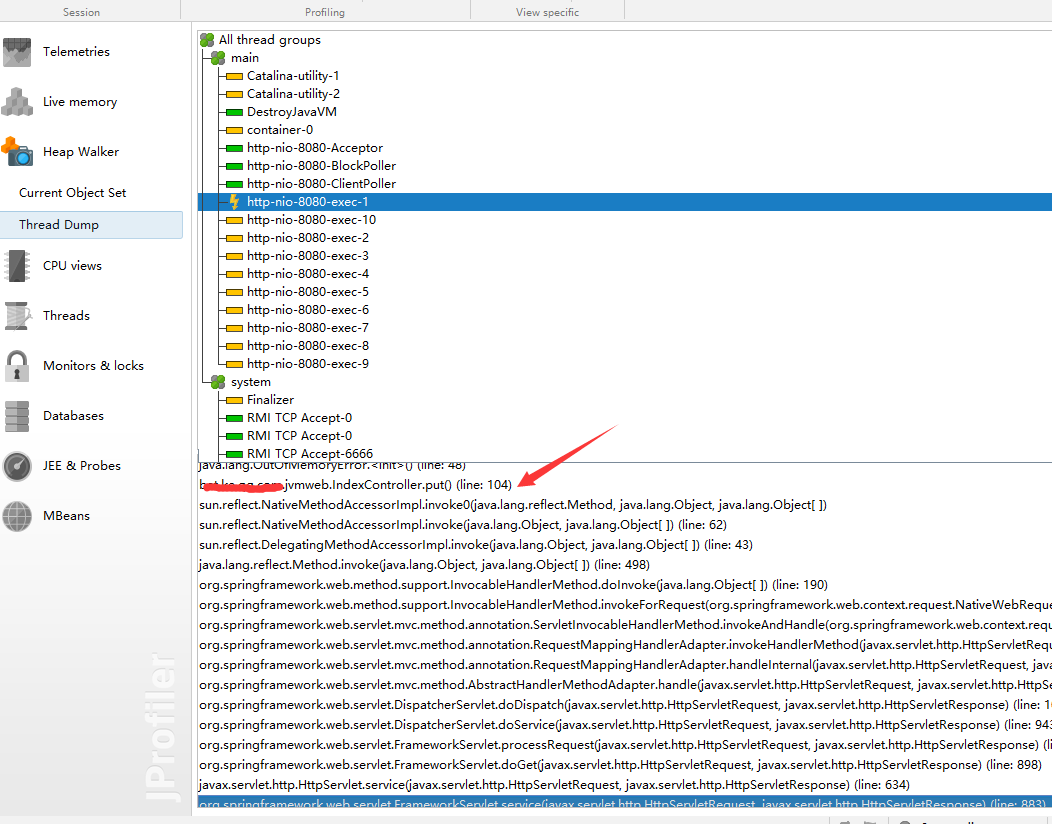 Session
Profiling
View specific
Telemetries
Live memory
Heap Walker
Current Object Set
Thread Dump
CPU views
Threads
Monitors & locks
Databases
JEE & Probes
MBeans
JProfiler
All thread groups
main
Catalina-utility-1
Catalina-utility-2
DestroyJavaVM
container-0
http-nio-8080-Acceptor
http-nio-8080-BlockPoller
http-nio-8080-ClientPoller
http-nio-8080-exec-1
http-nio-8080-exec-10
http-nio-8080-exec-2
http-nio-8080-exec-3
http-nio-8080-exec-4
http-nio-8080-exec-5
http-nio-8080-exec-6
http-nio-8080-exec-7
http-nio-8080-exec-8
http-nio-8080-exec-9
system
Finalizer
RMI TCP Accept-0
RMI TCP Accept-0
RMI TCP Accept-6666
java.lang.OutOfMemoryError.<init>() (line: 48)
.jvmweb.IndexController.put() (line: 104)
sun.reflect.NativeMethodAccessorImpl.invoke0(java.lang.reflect.Method, java.lang.Object, java.lang.Object[ ])
sun.reflect.NativeMethodAccessorImpl.invoke(java.lang.Object, java.lang.Object[ ]) (line: 62)
sun.reflect.DelegatingMethodAccessorImpl.invoke(java.lang.Object, java.lang.Object[ ]) (line: 43)
java.lang.reflect.Method.invoke(java.lang.Object, java.lang.Object[ ]) (line: 498)
org.springframework.web.method.support.InvocableHandlerMethod.doInvoke(java.lang.Object[ ]) (line: 190)
org.springframework.web.method.support.InvocableHandlerMethod.invokeForRequest(org.springframework.web.context.request.NativeWebReque
org.springframework.web.servlet.mvc.method.annotation.ServletInvocableHandlerMethod.invokeAndHandle(org.springframework.web.context.requ
org.springframework.web.servlet.mvc.method.annotation.RequestMappingHandlerAdapter.invokeHandlerMethod(javax.servlet.http.HttpServletRequ
org.springframework.web.servlet.mvc.method.annotation.RequestMappingHandlerAdapter.handleInternal(javax.servlet.http.HttpServletRequest, java
org.springframework.web.servlet.mvc.method.AbstractHandlerMethodAdapter.handle(javax.servlet.http.HttpServletRequest, javax.servlet.http.HttpSe
org.springframework.web.servlet.DispatcherServlet.doDispatch(javax.servlet.http.HttpServletRequest, javax.servlet.http.HttpServletResponse) (line: 10
org.springframework.web.servlet.DispatcherServlet.doService(javax.servlet.http.HttpServletRequest, javax.servlet.http.HttpServletResponse) (line: 943
org.springframework.web.servlet.FrameworkServlet.processRequest(javax.servlet.http.HttpServletRequest, javax.servlet.http.HttpServletResponse) (li
org.springframework.web.servlet.FrameworkServlet.doGet(javax.servlet.http.HttpServletRequest, javax.servlet.http.HttpServletResponse) (line: 898)
javax.servlet.http.HttpServlet.service(javax.servlet.http.HttpServletRequest, javax.servlet.http.HttpServletResponse) (line: 634)
org.springframework.web.servlet.FrameworkServlet.service(javax.servlet.http.HttpServletRequest, javax.servlet.http.HttpServletResponse) (line: 883)